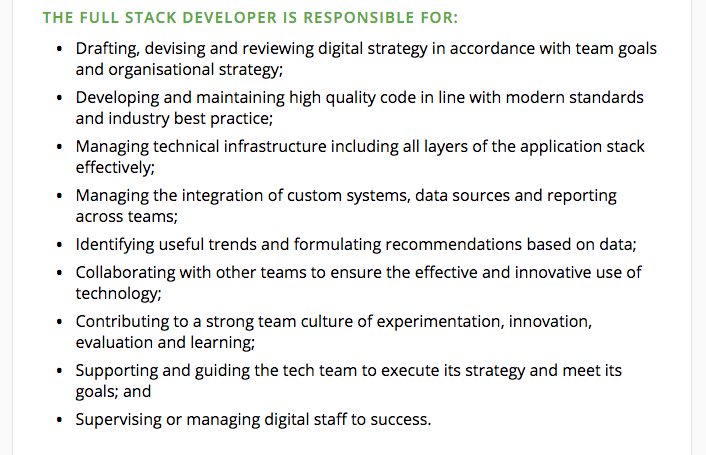 THE FULL STACK DEVELOPER IS RESPONSIBLE FOR:
• Drafting, devising and reviewing digital strategy in accordance with team goals
and organisational strategy;
• Developing and maintaining high quality code in line with modern standards
and industry best practice;
• Managing technical infrastructure including all layers of the application stack
effectively;
• Managing the integration of custom systems, data sources and reporting
across teams;
• Identifying useful trends and formulating recommendations based on data;
• Collaborating with other teams to ensure the effective and innovative use of
technology;
• Contributing to a strong team culture of experimentation, innovation,
evaluation and learning;
• Supporting and guiding the tech team to execute its strategy and meet its
goals; and
• Supervising or managing digital staff to success.